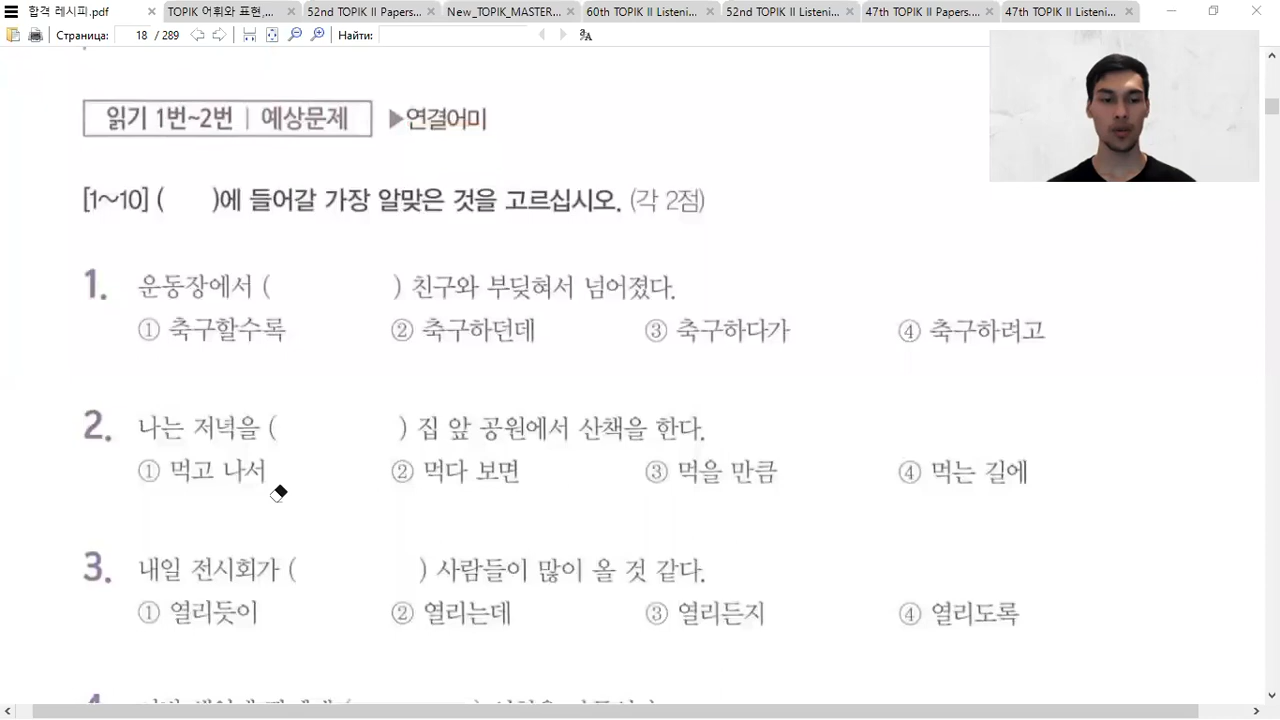 합격 레시피.pdf
TOPIK 어휘와 표현,...
52nd TOPIK II Papers...
New_TOPIK_MASTER...
60th TOPIK II Listeni...
52nd TOPIK II Listeni...
47th TOPIK II Papers....
47th TOPIK II Listeni...
Страница: 18 / 289 Найти:
읽기 1번~2번 | 예상문제 ▶연결어미
[1~10] ( )에 들어갈 가장 알맞은 것을 고르십시오. (각 2점)
1. 운동장에서 ( ) 친구와 부딪혀서 넘어졌다.
① 축구할수록 ② 축구하던데 ③ 축구하다가 ④ 축구하려고
2. 나는 저녁을 ( ) 집 앞 공원에서 산책을 한다.
① 먹고 나서 ② 먹다 보면 ③ 먹을 만큼 ④ 먹는 길에
3. 내일 전시회가 ( ) 사람들이 많이 올 것 같다.
① 열리듯이 ② 열리는데 ③ 열리든지 ④ 열리도록